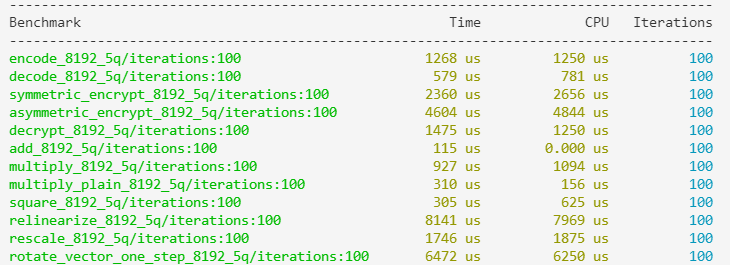 Benchmark Time CPU Iterations
encode_8192_5q/iterations:100 1268 us 1250 us 100
decode_8192_5q/iterations:100 579 us 781 us 100
symmetric_encrypt_8192_5q/iterations:100 2360 us 2656 us 100
asymmetric_encrypt_8192_5q/iterations:100 4604 us 4844 us 100
decrypt_8192_5q/iterations:100 1475 us 1250 us 100
add_8192_5q/iterations:100 115 us 0.000 us 100
multiply_8192_5q/iterations:100 927 us 1094 us 100
multiply_plain_8192_5q/iterations:100 310 us 156 us 100
square_8192_5q/iterations:100 305 us 625 us 100
relinearize_8192_5q/iterations:100 8141 us 7969 us 100
rescale_8192_5q/iterations:100 1746 us 1875 us 100
rotate_vector_one_step_8192_5q/iterations:100 6472 us 6250 us 100